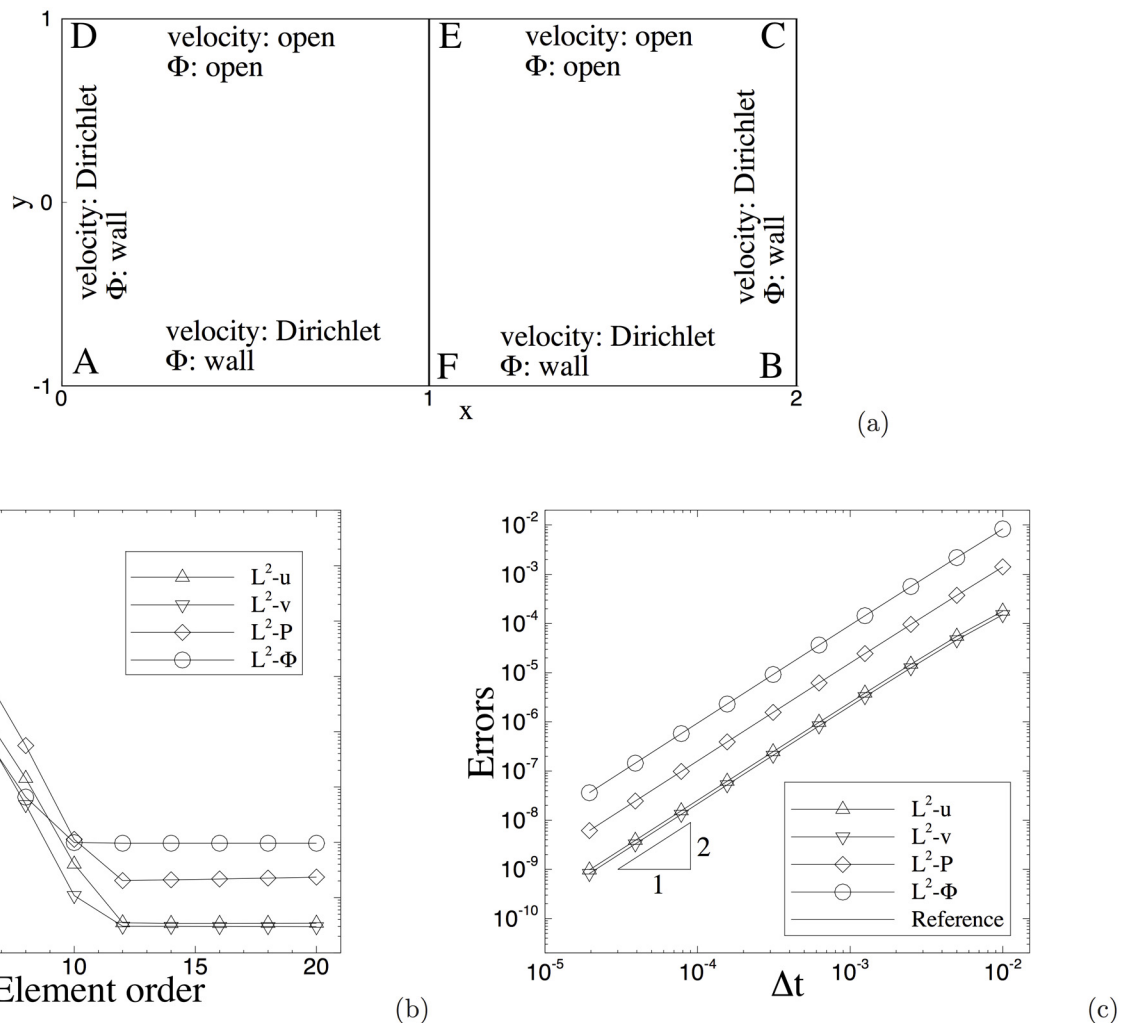 1
D
velocity: open
Φ: open
E
velocity: open
Φ: open
C
velocity: Dirichlet
Φ: wall
velocity: Dirichlet
Φ: wall
y
0
A
velocity: Dirichlet
Φ: wall
F
velocity: Dirichlet
Φ: wall
B
-1
0
1
x
2
(a)
L²-u
L²-v
L²-P
L²-Φ
10
15
20
Element order
(b)
10⁻²
10⁻³
10⁻⁴
10⁻⁵
10⁻⁶
10⁻⁷
10⁻⁸
10⁻⁹
10⁻¹⁰
Errors
2
1
L²-u
L²-v
L²-P
L²-Φ
Reference
10⁻⁵
10⁻⁴
10⁻³
10⁻²
Δt
(c)